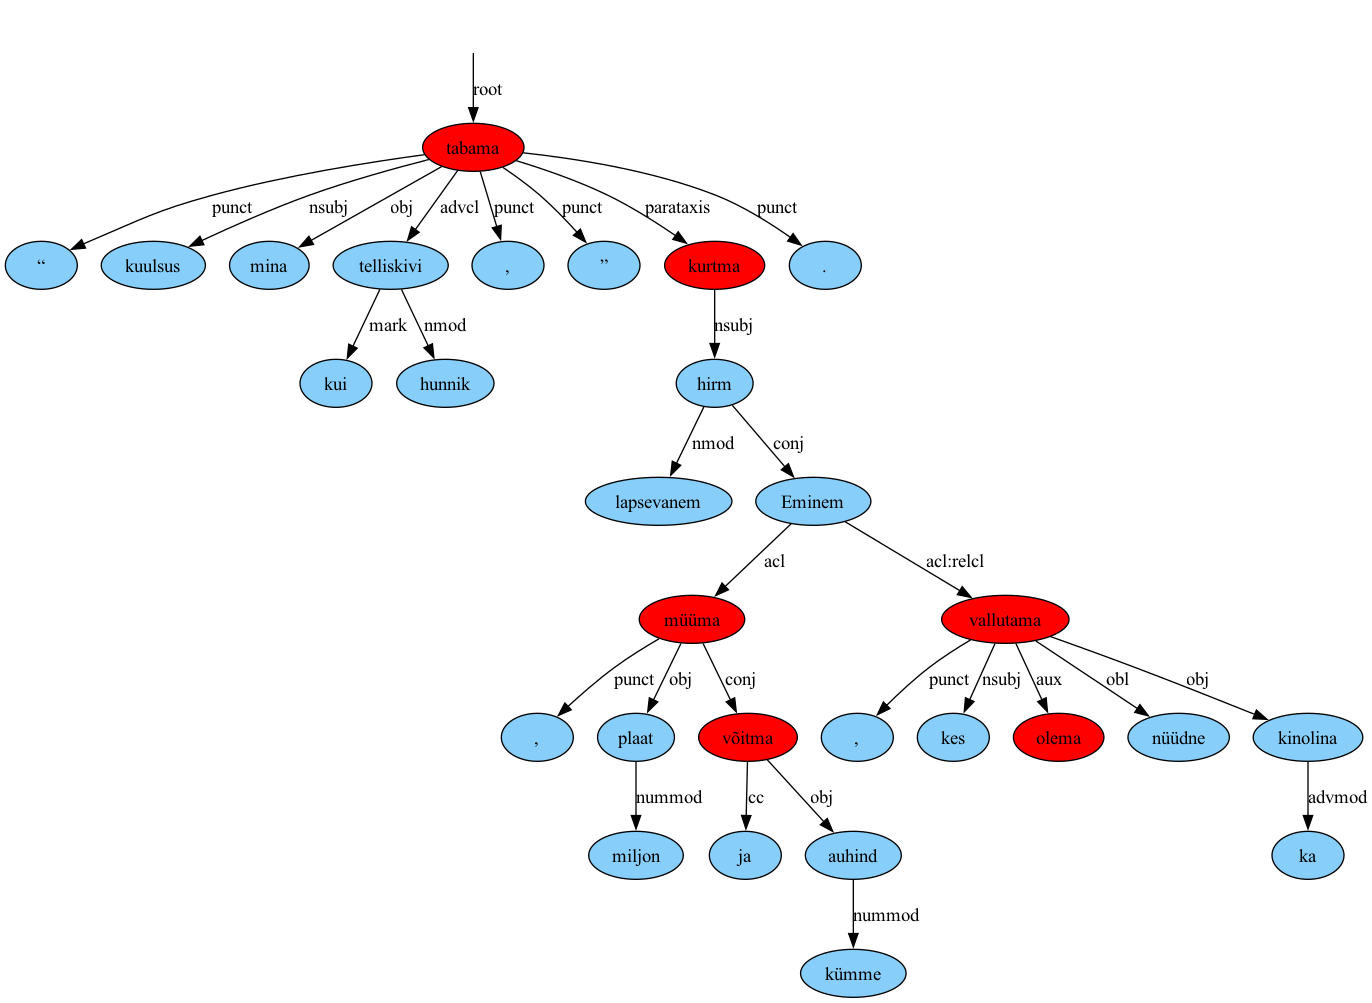 root
tabama
punct nsubj obj advcl punct punct parataxis punct
“ kuulsus mina telliskivi , ” kurtma .
mark nmod nsubj
kui hunnik hirm
nmod conj
lapsevanem Eminem
acl acl:relcl
müüma vallutama
punct obj conj punct nsubj aux obl obj
, plaat võitma , kes olema nüüdne kinolina
nummod cc obj advmod
miljon ja auhind ka
nummod
kümme